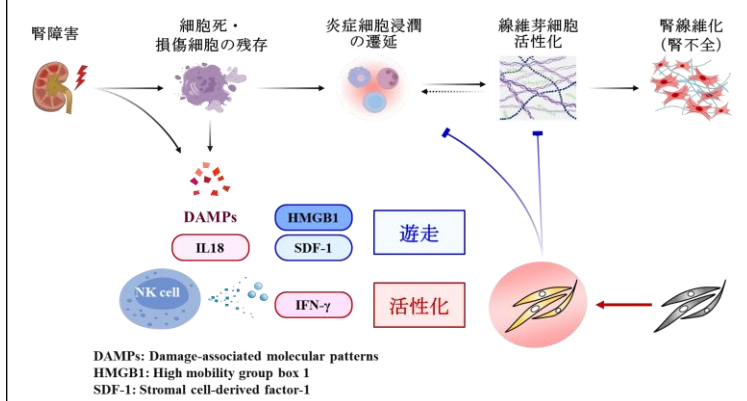 腎障害
細胞死・
損傷細胞の残存
炎症細胞浸潤
の遷延
線維芽細胞
活性化
腎線維化
（腎不全）
DAMPs
HMGB1
IL18
SDF-1
遊走
NK cell
IFN-γ
活性化
DAMPs: Damage-associated molecular patterns
HMGB1: High mobility group box 1
SDF-1: Stromal cell-derived factor-1